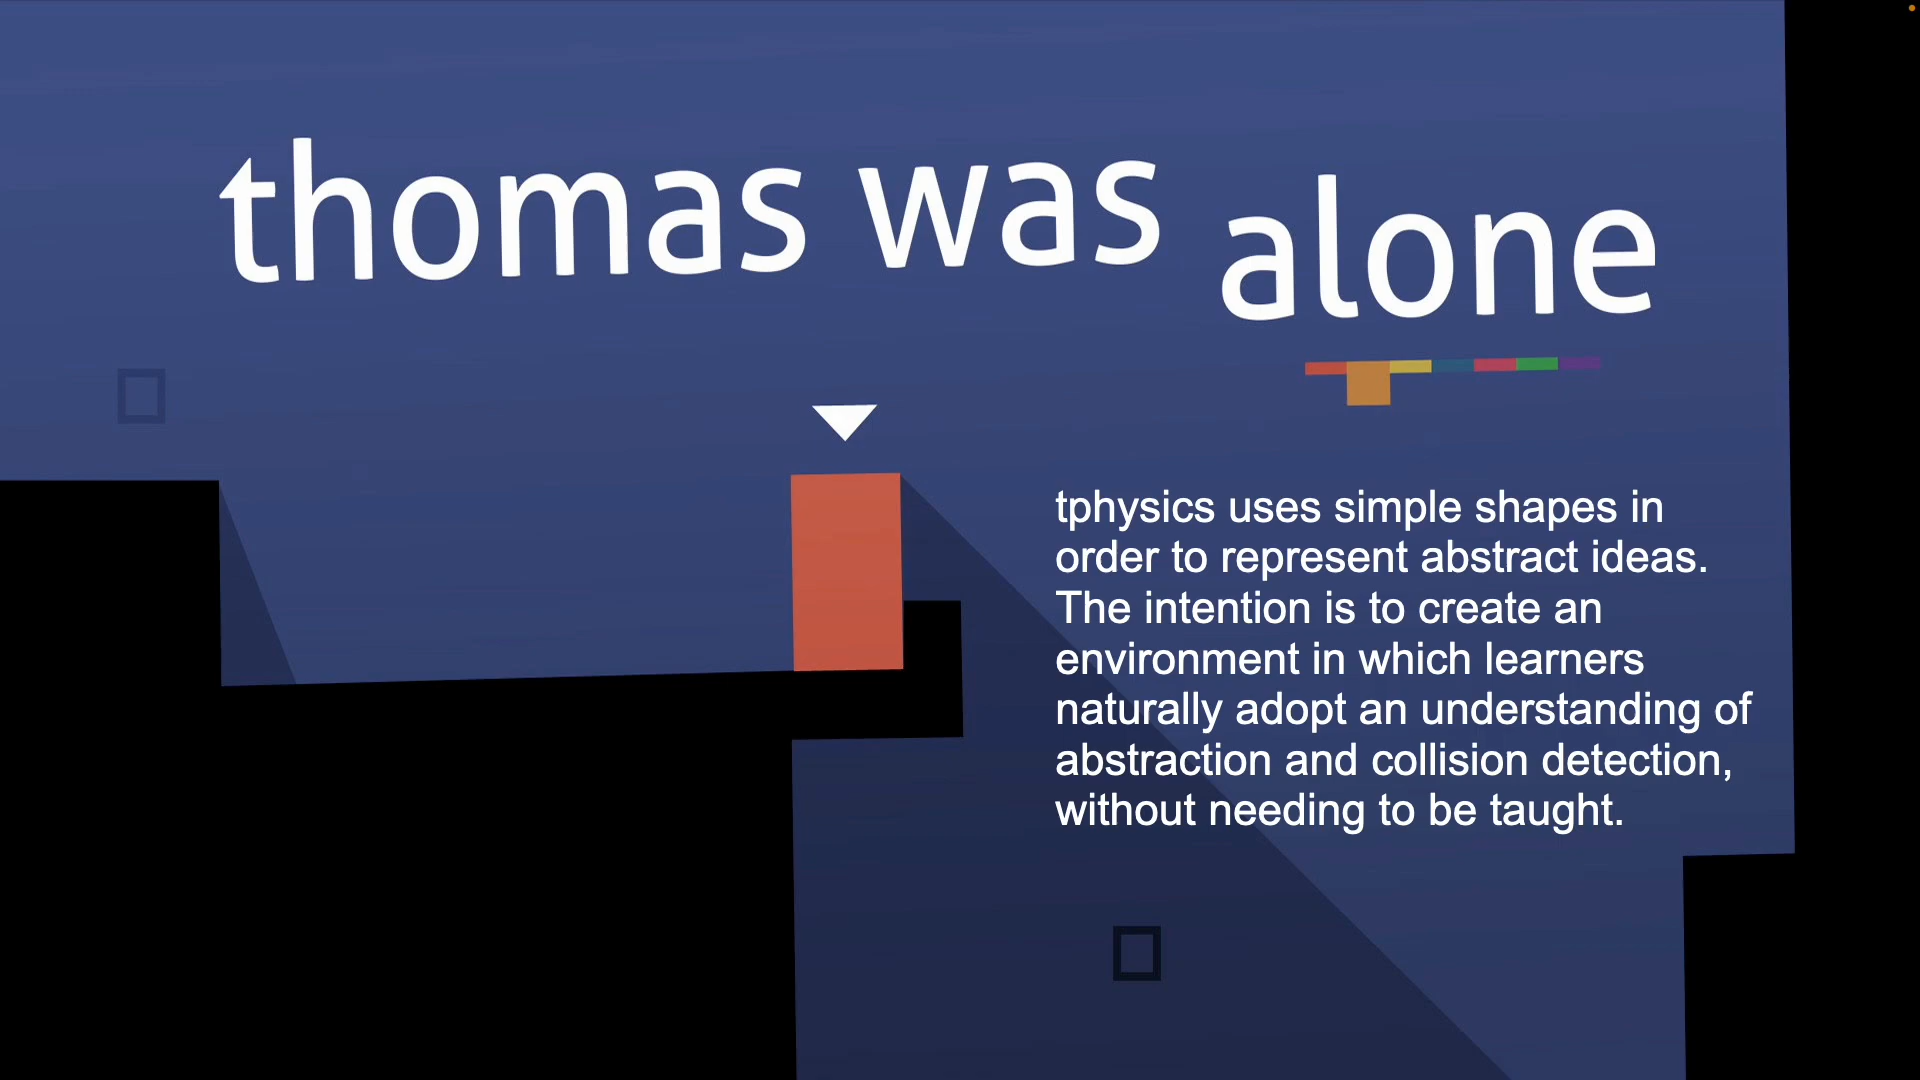 thomas was alone
tphysics uses simple shapes in
order to represent abstract ideas.
The intention is to create an
environment in which learners
naturally adopt an understanding of
abstraction and collision detection,
without needing to be taught.